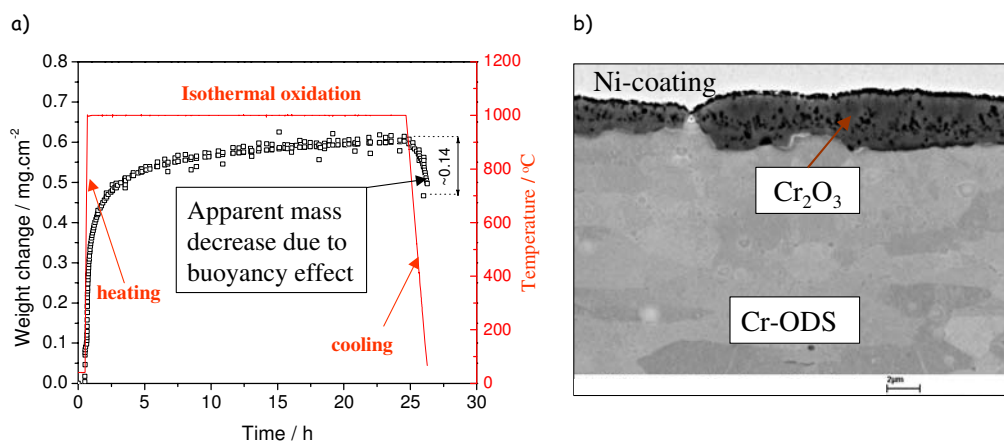 a)
b)
Weight change / mg.cm-2
0.8
0.7
0.6
0.5
0.4
0.3
0.2
0.1
0.0
Isothermal oxidation
~0.14
Apparent mass
decrease due to
buoyancy effect
heating
cooling
1200
1000
800
600
400
200
0
Temperature / °C
0
5
10
15
20
25
30
Time / h
Ni-coating
Cr2O3
Cr-ODS
2µm